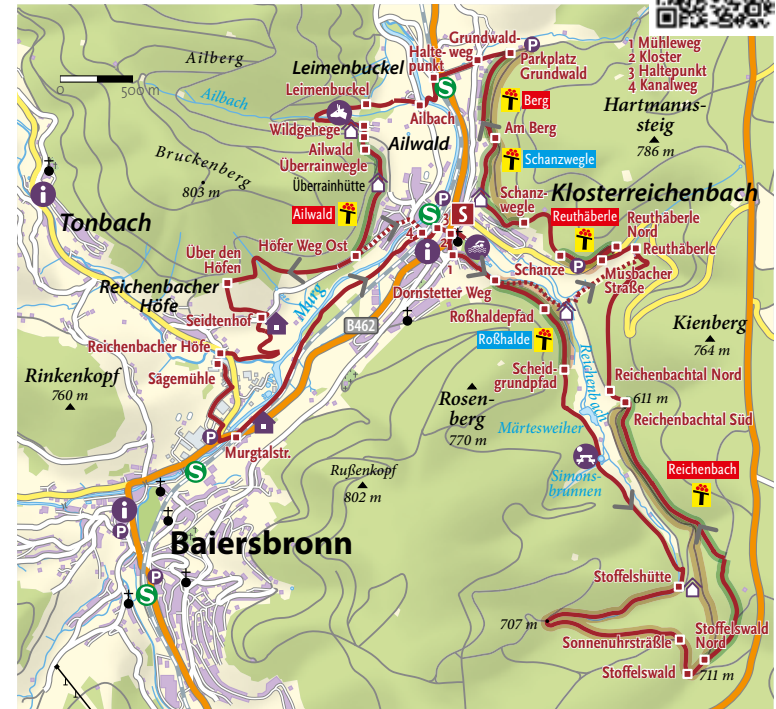 Ailberg
500 m
Ailbach
Leimenbuckel
Leimenbuckel
Halte-
punkt
Grundwald-
weg
P
Parkplatz
Grundwald
1 Mühleweg
2 Kloster
3 Haltepunkt
4 Kanalweg
Hartmanns-
steig
786 m
S
Berg
Ailbach
Am Berg
Wildgehege
Ailwald
Ailwald
Überrainwegle
Überrainhütte
Schanzwegle
Bruckenberg
803 m
i
Tonbach
Ailwald
P
S
S
Schanz-
wegle
Klosterreichenbach
Reuthäberle
Reuthäberle
Nord
Reuthäberle
Höfer Weg Ost
4
3
2
1
i
Über den
Höfen
Schanze
P
Musbacher
Straße
Reichenbacher
Höfe
Murg
Dornstetter Weg
Seidtenhof
B462
Roßhaldepfad
Kienberg
764 m
Roßhalde
Reichenbach
Reichenbacher Höfe
Sägemühle
Scheid-
grundpfad
Rinkenkopf
760 m
Reichenbachtal Nord
611 m
Reichenbachtal Süd
Rosen-
berg
770 m
Märtesweiher
P
Murgtalstr.
Reichenbach
S
Rußenkopf
802 m
Simons-
brunnen
i
P
Baiersbronn
P
S
Stoffelshütte
707 m
Sonnenuhrsträßle
Stoffelswald
Nord
Stoffelswald
711 m